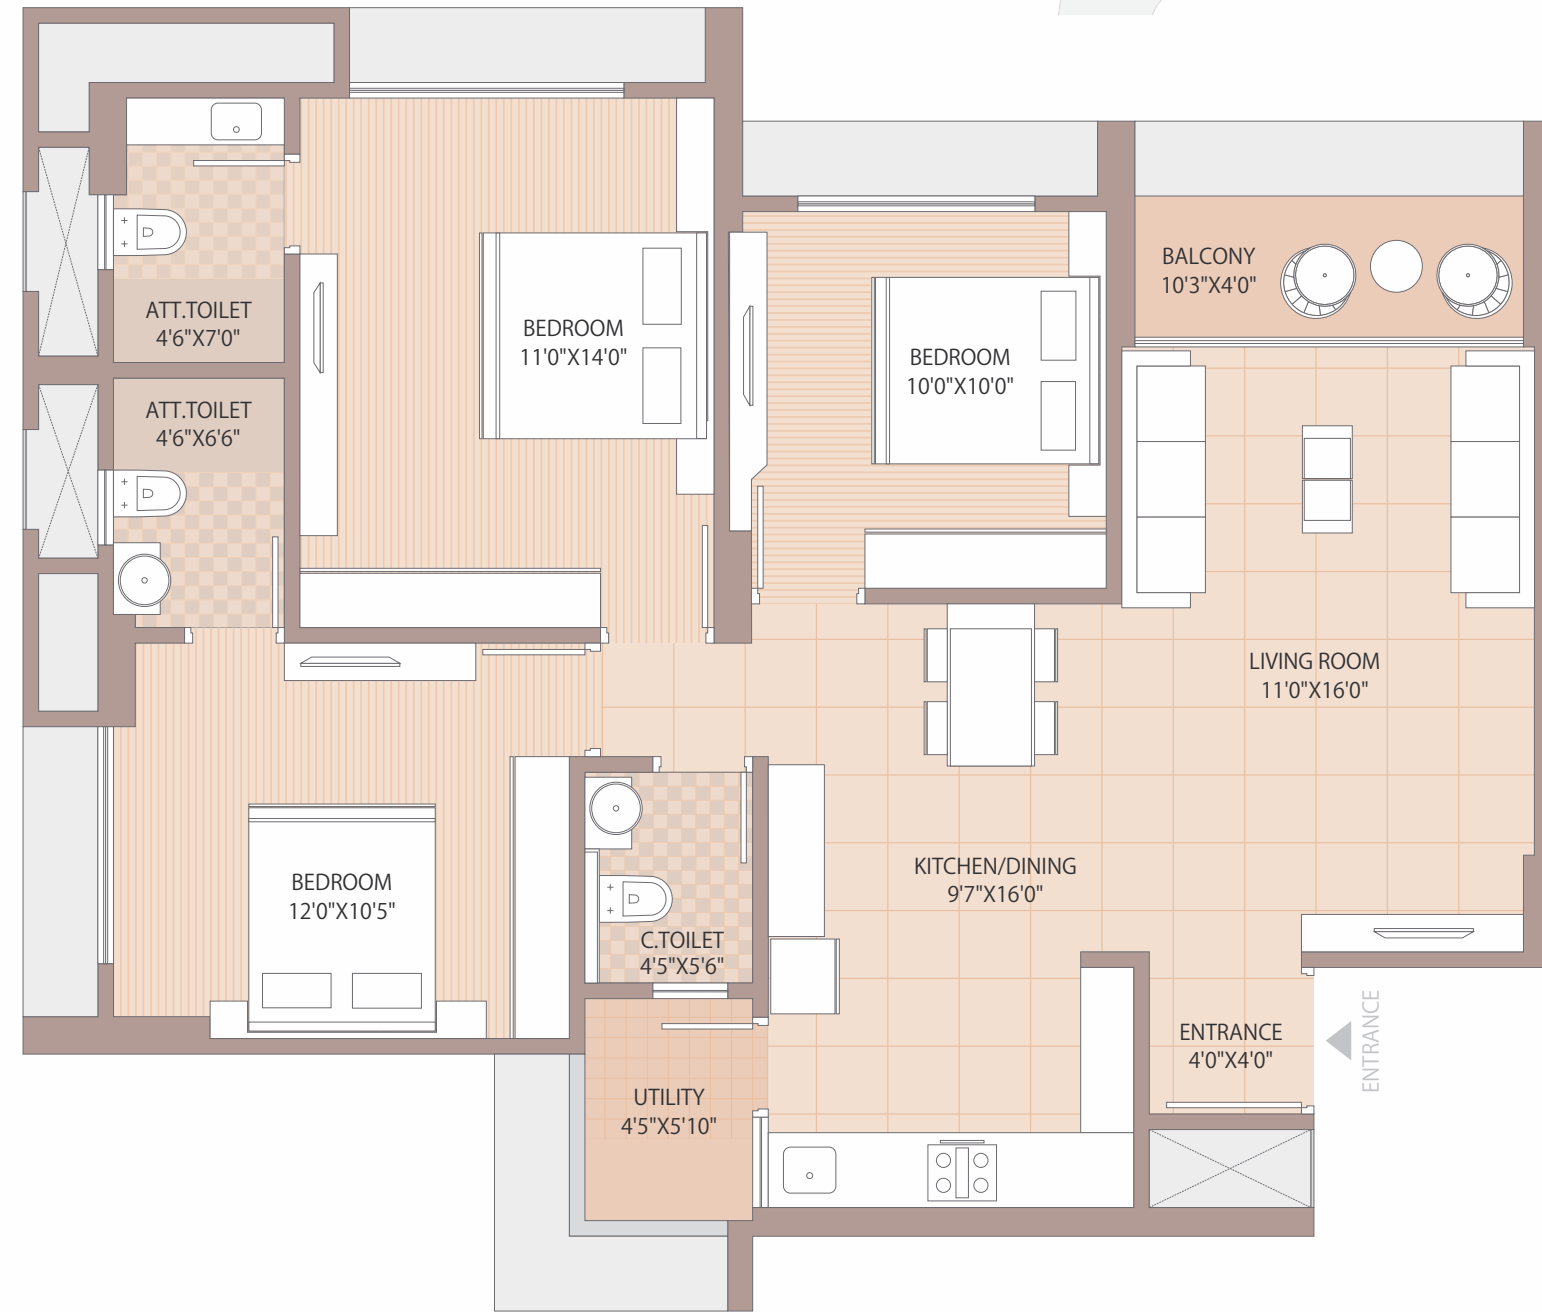 BALCONY
10'3"X4'0"
ATT.TOILET
4'6"X7'0"
BEDROOM
11'0"X14'0"
BEDROOM
10'0"X10'0"
ATT.TOILET
4'6"X6'6"
LIVING ROOM
11'0"X16'0"
KITCHEN/DINING
9'7"X16'0"
BEDROOM
12'0"X10'5"
C.TOILET
4'5"X5'6"
ENTRANCE
4'0"X4'0"
ENTRANCE
UTILITY
4'5"X5'10"